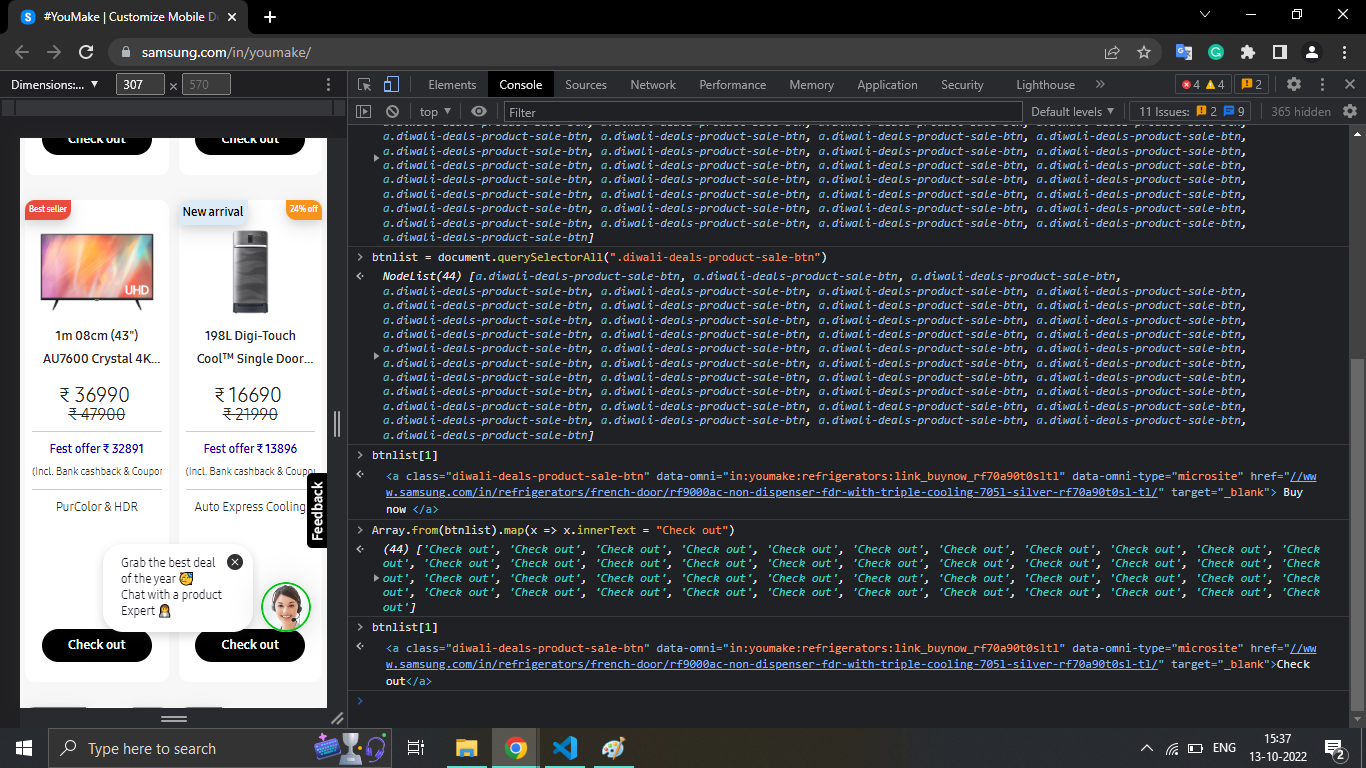 #YouMake | Customize Mobile D
samsung.com/in/youmake/
Dimensions:... 307 × 570
Elements Console Sources Network Performance Memory Application Security Lighthouse 4 4 2
top Filter Default levels 11 Issues: 2 9 365 hidden
Check out Check out
Best seller New arrival 24% off
UHD
1m 08cm (43")
AU7600 Crystal 4K...
₹ 36990
₹ 47900
Fest offer ₹ 32891
(Incl. Bank cashback & Coupon
PurColor & HDR
Check out
198L Digi-Touch
Cool™ Single Door...
₹ 16690
₹ 21990
Fest offer ₹ 13896
(Incl. Bank cashback & Coupo
Auto Express Cooling
Check out
Feedback
Grab the best deal
of the year 🥳
Chat with a product
Expert 👩‍💼
a.diwali-deals-product-sale-btn, a.diwali-deals-product-sale-btn, a.diwali-deals-product-sale-btn, a.diwali-deals-product-sale-btn,
a.diwali-deals-product-sale-btn, a.diwali-deals-product-sale-btn, a.diwali-deals-product-sale-btn, a.diwali-deals-product-sale-btn,
a.diwali-deals-product-sale-btn, a.diwali-deals-product-sale-btn, a.diwali-deals-product-sale-btn, a.diwali-deals-product-sale-btn,
a.diwali-deals-product-sale-btn, a.diwali-deals-product-sale-btn, a.diwali-deals-product-sale-btn, a.diwali-deals-product-sale-btn,
a.diwali-deals-product-sale-btn, a.diwali-deals-product-sale-btn, a.diwali-deals-product-sale-btn, a.diwali-deals-product-sale-btn,
a.diwali-deals-product-sale-btn, a.diwali-deals-product-sale-btn, a.diwali-deals-product-sale-btn, a.diwali-deals-product-sale-btn,
a.diwali-deals-product-sale-btn, a.diwali-deals-product-sale-btn, a.diwali-deals-product-sale-btn, a.diwali-deals-product-sale-btn,
a.diwali-deals-product-sale-btn, a.diwali-deals-product-sale-btn, a.diwali-deals-product-sale-btn, a.diwali-deals-product-sale-btn,
a.diwali-deals-product-sale-btn]
btnlist = document.querySelectorAll(".diwali-deals-product-sale-btn")
NodeList(44) [a.diwali-deals-product-sale-btn, a.diwali-deals-product-sale-btn, a.diwali-deals-product-sale-btn,
a.diwali-deals-product-sale-btn, a.diwali-deals-product-sale-btn, a.diwali-deals-product-sale-btn, a.diwali-deals-product-sale-btn,
a.diwali-deals-product-sale-btn, a.diwali-deals-product-sale-btn, a.diwali-deals-product-sale-btn, a.diwali-deals-product-sale-btn,
a.diwali-deals-product-sale-btn, a.diwali-deals-product-sale-btn, a.diwali-deals-product-sale-btn, a.diwali-deals-product-sale-btn,
a.diwali-deals-product-sale-btn, a.diwali-deals-product-sale-btn, a.diwali-deals-product-sale-btn, a.diwali-deals-product-sale-btn,
a.diwali-deals-product-sale-btn, a.diwali-deals-product-sale-btn, a.diwali-deals-product-sale-btn, a.diwali-deals-product-sale-btn,
a.diwali-deals-product-sale-btn, a.diwali-deals-product-sale-btn, a.diwali-deals-product-sale-btn, a.diwali-deals-product-sale-btn,
a.diwali-deals-product-sale-btn, a.diwali-deals-product-sale-btn, a.diwali-deals-product-sale-btn, a.diwali-deals-product-sale-btn,
a.diwali-deals-product-sale-btn, a.diwali-deals-product-sale-btn, a.diwali-deals-product-sale-btn, a.diwali-deals-product-sale-btn,
a.diwali-deals-product-sale-btn, a.diwali-deals-product-sale-btn, a.diwali-deals-product-sale-btn, a.diwali-deals-product-sale-btn,
a.diwali-deals-product-sale-btn, a.diwali-deals-product-sale-btn, a.diwali-deals-product-sale-btn, a.diwali-deals-product-sale-btn,
a.diwali-deals-product-sale-btn]
btnlist[1]
<a class="diwali-deals-product-sale-btn" data-omni="in:youmake:refrigerators:link_buynow_rf70a90t0sltl" data-omni-type="microsite" href="//ww
w.samsung.com/in/refrigerators/french-door/rf9000ac-non-dispenser-fdr-with-triple-cooling-705l-silver-rf70a90t0sl-tl/" target="_blank"> Buy
now </a>
Array.from(btnlist).map(x => x.innerText = "Check out")
(44) ['Check out', 'Check out', 'Check out', 'Check out', 'Check out', 'Check out', 'Check out', 'Check out', 'Check out', 'Check out', 'Check
out', 'Check out', 'Check out', 'Check out', 'Check out', 'Check out', 'Check out', 'Check out', 'Check out', 'Check out', 'Check out', 'Check
out', 'Check out', 'Check out', 'Check out', 'Check out', 'Check out', 'Check out', 'Check out', 'Check out', 'Check out', 'Check out', 'Check
out', 'Check out', 'Check out', 'Check out', 'Check out', 'Check out', 'Check out', 'Check out', 'Check out', 'Check out', 'Check out', 'Check
out']
btnlist[1]
<a class="diwali-deals-product-sale-btn" data-omni="in:youmake:refrigerators:link_buynow_rf70a90t0sltl" data-omni-type="microsite" href="//ww
w.samsung.com/in/refrigerators/french-door/rf9000ac-non-dispenser-fdr-with-triple-cooling-705l-silver-rf70a90t0sl-tl/" target="_blank">Check
out</a>
Type here to search
ENG
15:37
13-10-2022
2